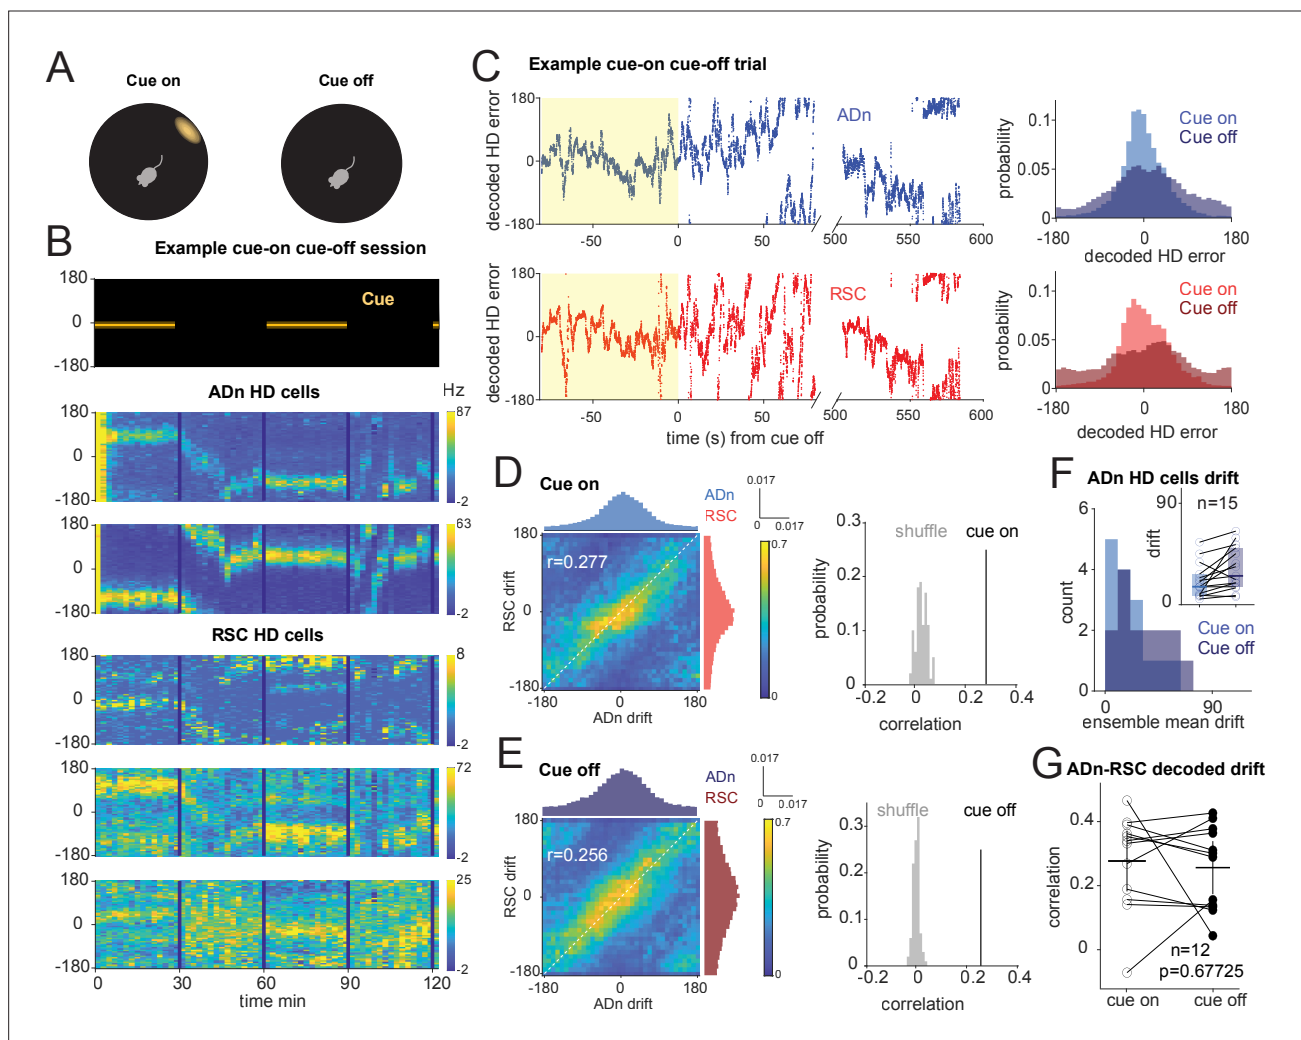 A
Cue on
Cue off
B
Example cue-on cue-off session
180
0
-180
Cue
ADn HD cells
Hz
180
0
-180
87
-2
180
0
-180
63
-2
RSC HD cells
180
0
-180
8
-2
180
0
-180
72
-2
180
0
-180
25
-2
0
30
60
90
120
time min
C
Example cue-on cue-off trial
decoded HD error
180
0
-180
ADn
-50
0
50
500
550
600
probability
0.1
0.05
0
Cue on
Cue off
-180
0
180
decoded HD error
decoded HD error
180
0
-180
RSC
-50
0
50
500
550
600
time (s) from cue off
probability
0.1
0.05
0
Cue on
Cue off
-180
0
180
decoded HD error
D
Cue on
ADn
RSC
0.017
0
0.017
180
0
-180
RSC drift
r=0.277
0.7
0
-180
0
180
ADn drift
probability
0.3
0.2
0.1
0
shuffle
cue on
-0.2
0
0.2
0.4
correlation
E
Cue off
ADn
RSC
0.017
0
0.017
180
0
-180
RSC drift
r=0.256
0.7
0
-180
0
180
ADn drift
probability
0.3
0.2
0.1
0
shuffle
cue off
-0.2
0
0.2
0.4
correlation
F
ADn HD cells drift
6
4
2
0
count
90
0
drift
n=15
Cue on
Cue off
0
90
ensemble mean drift
G
ADn-RSC decoded drift
0.4
0.2
0
correlation
n=12
p=0.67725
cue on
cue off